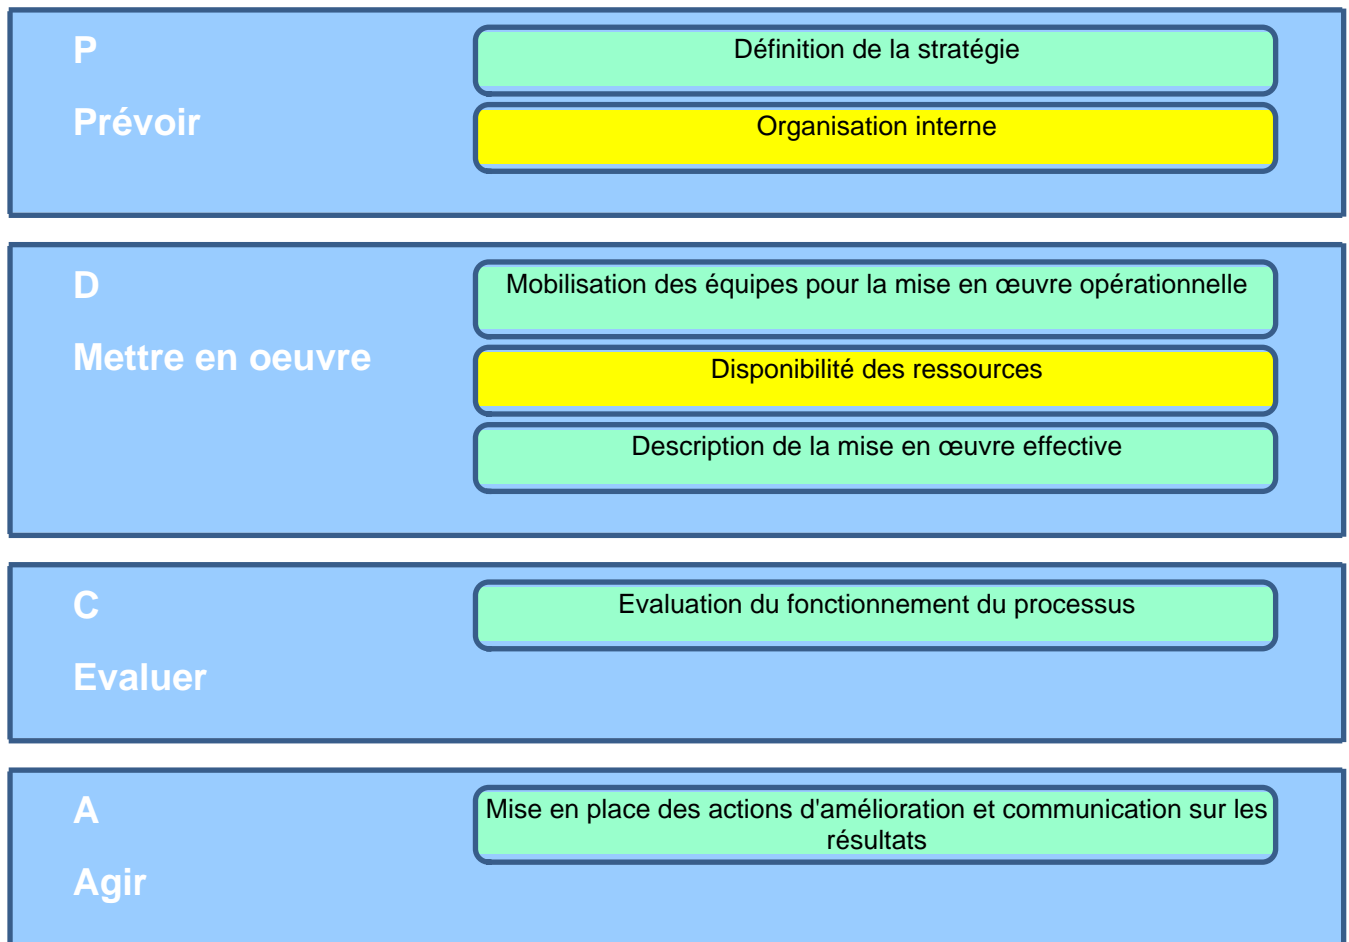 P
Définition de la stratégie
Prévoir
Organisation interne
D
Mobilisation des équipes pour la mise en œuvre opérationnelle
Mettre en oeuvre
Disponibilité des ressources
Description de la mise en œuvre effective
C
Evaluation du fonctionnement du processus
Evaluer
A
Mise en place des actions d'amélioration et communication sur les
résultats
Agir